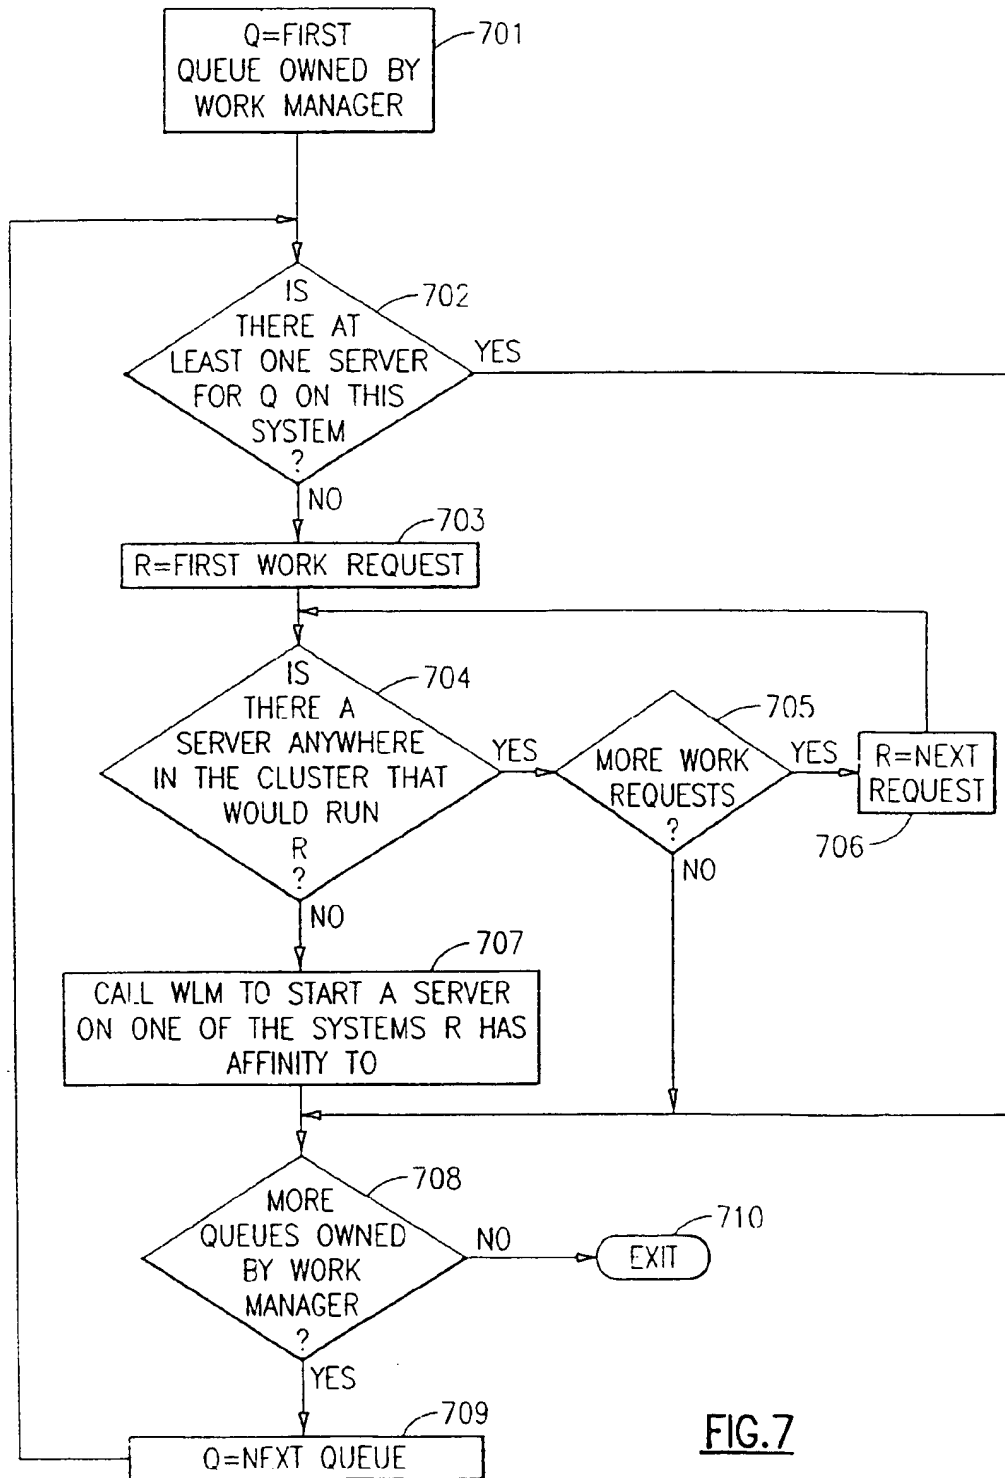 Q=FIRST
QUEUE OWNED BY
WORK MANAGER
701
IS
THERE AT
LEAST ONE SERVER
FOR Q ON THIS
SYSTEM
?
702
YES
NO
703
R=FIRST WORK REQUEST
IS
THERE A
SERVER ANYWHERE
IN THE CLUSTER THAT
WOULD RUN
R
?
704
YES
NO
705
MORE WORK
REQUESTS
?
YES
NO
R=NEXT
REQUEST
706
707
CALL WLM TO START A SERVER
ON ONE OF THE SYSTEMS R HAS
AFFINITY TO
708
MORE
QUEUES OWNED
BY WORK
MANAGER
?
NO
YES
710
EXIT
709
Q=NEXT QUEUE
FIG.7